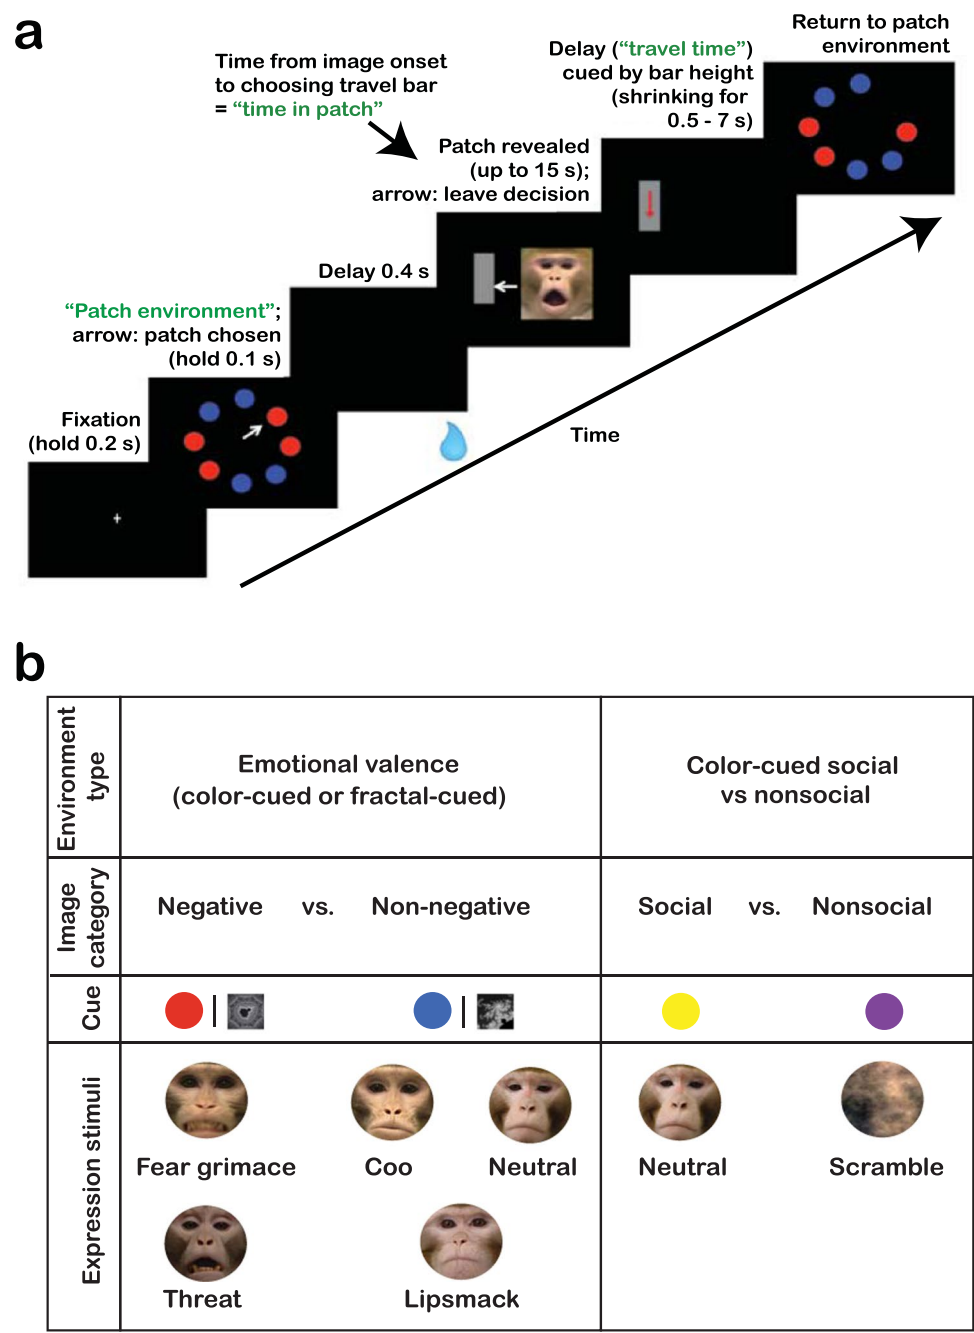 a
Time from image onset
to choosing travel bar
= “time in patch”
Delay (“travel time”)
cued by bar height
(shrinking for
0.5 - 7 s)
Return to patch
environment
Patch revealed
(up to 15 s);
arrow: leave decision
Delay 0.4 s
“Patch environment”;
arrow: patch chosen
(hold 0.1 s)
Fixation
(hold 0.2 s)
Time
b
Environment
type
Emotional valence
(color-cued or fractal-cued)
Color-cued social
vs nonsocial
Image
category
Negative vs. Non-negative
Social vs. Nonsocial
Cue
Expression stimuli
Fear grimace
Coo
Neutral
Neutral
Scramble
Threat
Lipsmack